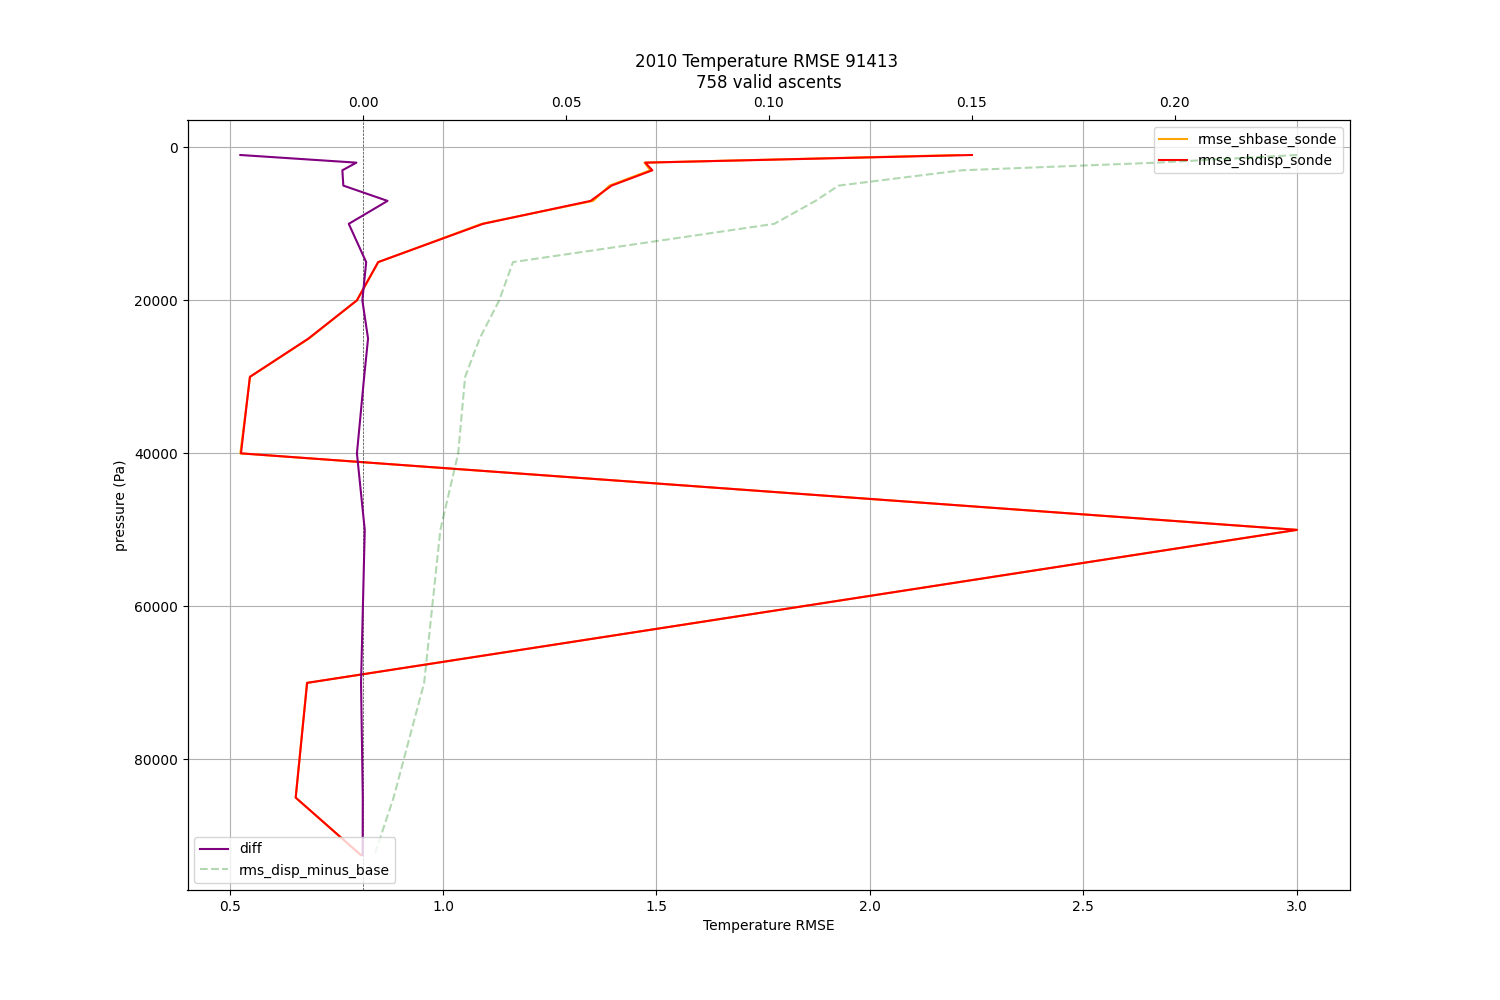 2010 Temperature RMSE 91413
758 valid ascents
0.00 0.05 0.10 0.15 0.20
rmse_shbase_sonde
rmse_shdisp_sonde
0
20000
40000
60000
80000
pressure (Pa)
diff
rms_disp_minus_base
0.5 1.0 1.5 2.0 2.5 3.0
Temperature RMSE